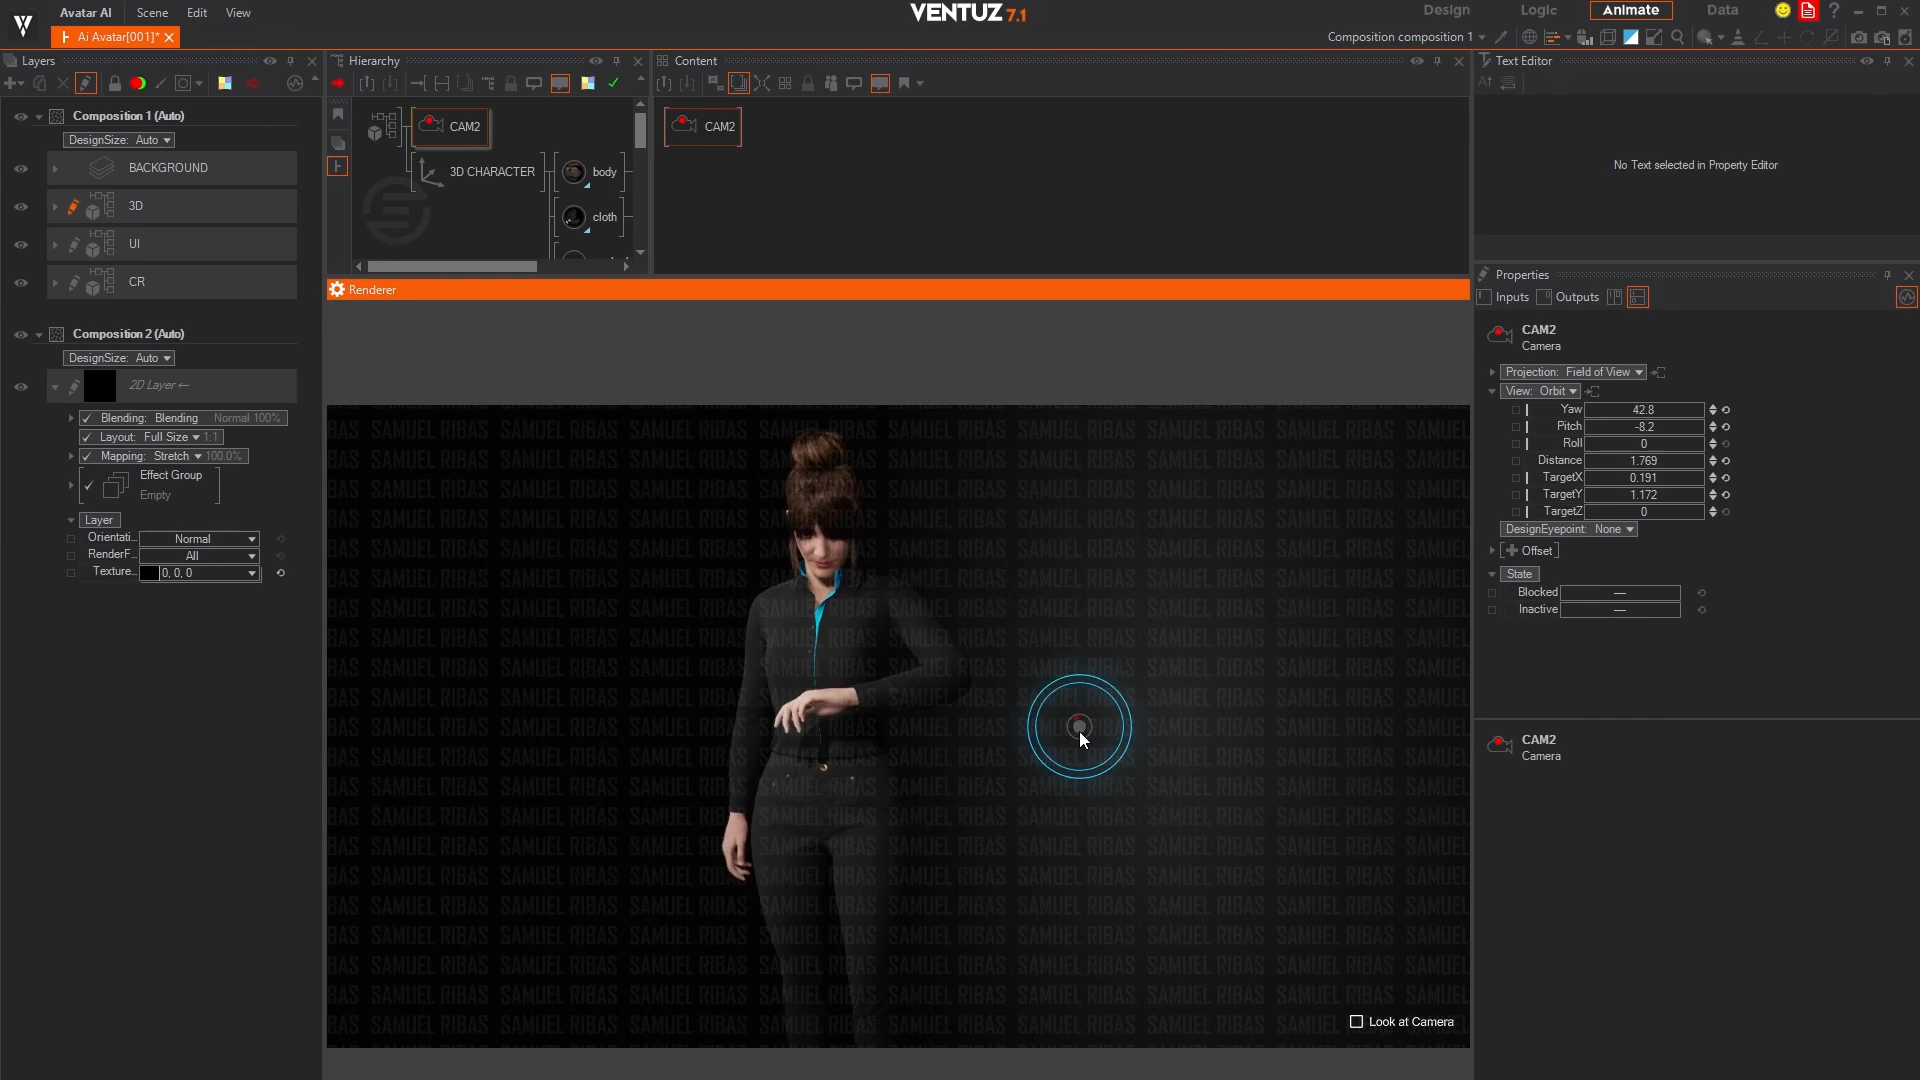 Avatar AI Scene Edit View
VENTUZ 7.1
Design Logic Animate Data
Ai Avatar[001]*
Composition composition 1
Layers
Hierarchy
Content
Text Editor
Composition 1 (Auto)
DesignSize: Auto
BACKGROUND
3D
UI
CR
Composition 2 (Auto)
DesignSize: Auto
2D Layer
Blending: Blending Normal 100%
Layout: Full Size 1:1
Mapping: Stretch 100.0%
Effect Group
Empty
Layer
Orientati... Normal
RenderF... All
Texture... 0, 0, 0
CAM2
3D CHARACTER
body
cloth
CAM2
Renderer
SAMUEL RIBAS
Look at Camera
No Text selected in Property Editor
Properties
Inputs Outputs
CAM2
Camera
Projection: Field of View
View: Orbit
Yaw 42.8
Pitch -8.2
Roll 0
Distance 1.769
TargetX 0.191
TargetY 1.172
TargetZ 0
DesignEyepoint: None
Offset
State
Blocked —
Inactive —
CAM2
Camera